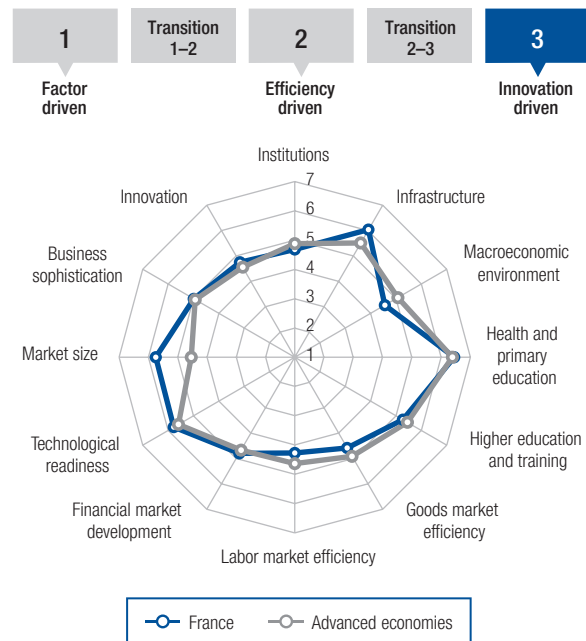 1
Transition
1–2
2
Transition
2–3
3
Factor
driven
Efficiency
driven
Innovation
driven
Institutions
7
6
5
4
3
2
1
Infrastructure
Macroeconomic
environment
Health and
primary
education
Higher education
and training
Goods market
efficiency
Labor market efficiency
Financial market
development
Technological
readiness
Market size
Business
sophistication
Innovation
France
Advanced economies